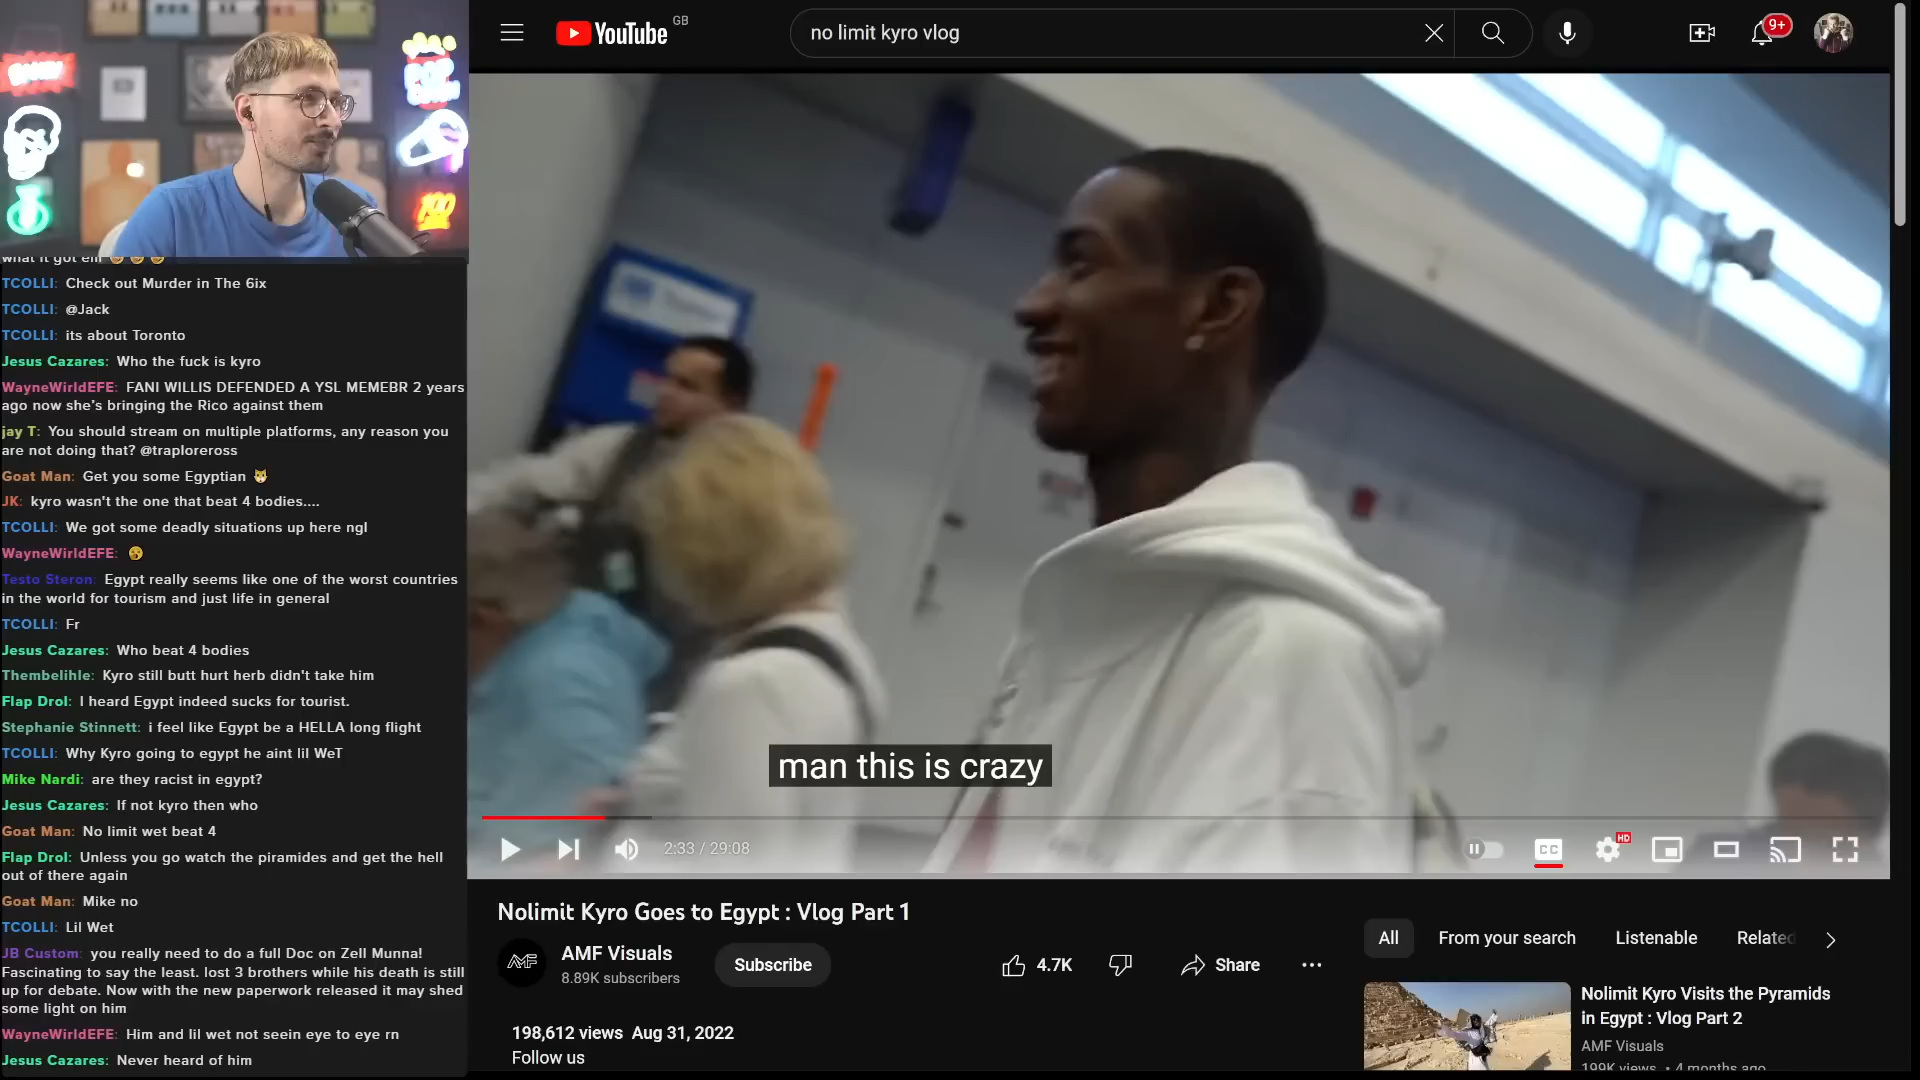 GB
YouTube
no limit kyro vlog
9+
100
TCOLLI: Check out Murder in The 6ix
TCOLLI: @Jack
TCOLLI: its about Toronto
Jesus Cazares: Who the fuck is kyro
WayneWirldEFE: FANI WILLIS DEFENDED A YSL MEMEBR 2 years
ago now she's bringing the Rico against them
jay T: You should stream on multiple platforms, any reason you
are not doing that? @traploreross
Goat Man: Get you some Egyptian 🐱
JK: kyro wasn't the one that beat 4 bodies....
TCOLLI: We got some deadly situations up here ngl
WayneWirldEFE:
Testo Steron: Egypt really seems like one of the worst countries
in the world for tourism and just life in general
TCOLLI: Fr
Jesus Cazares: Who beat 4 bodies
Thembelihle: Kyro still butt hurt herb didn't take him
Flap Drol: I heard Egypt indeed sucks for tourist.
Stephanie Stinnett: i feel like Egypt be a HELLA long flight
TCOLLI: Why Kyro going to egypt he aint lil WeT
Mike Nardi: are they racist in egypt?
Jesus Cazares: If not kyro then who
Goat Man: No limit wet beat 4
Flap Drol: Unless you go watch the piramides and get the hell
out of there again
Goat Man: Mike no
TCOLLI: Lil Wet
JB Custom: you really need to do a full Doc on Zell Munna!
Fascinating to say the least. lost 3 brothers while his death is still
up for debate. Now with the new paperwork released it may shed
some light on him
WayneWirldEFE: Him and lil wet not seein eye to eye rn
Jesus Cazares: Never heard of him
man this is crazy
2:33 / 29:08
CC
HD
Nolimit Kyro Goes to Egypt : Vlog Part 1
AMF
AMF Visuals
8.89K subscribers
Subscribe
4.7K
Share
198,612 views Aug 31, 2022
Follow us
All
From your search
Listenable
Related
Nolimit Kyro Visits the Pyramids
in Egypt : Vlog Part 2
AMF Visuals
199K views • 4 months ago